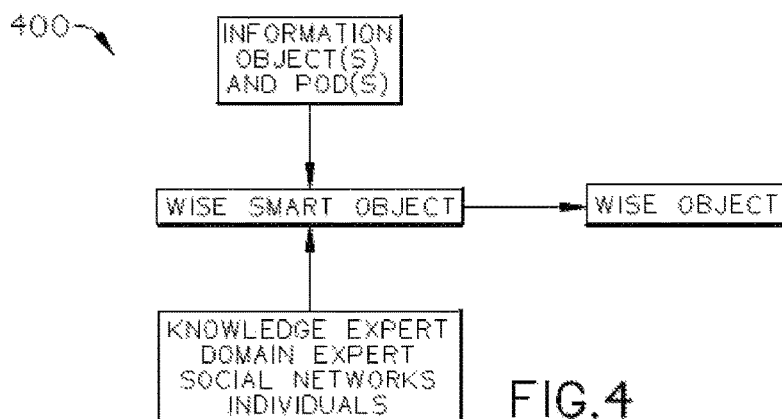 400
INFORMATION
OBJECT(S)
AND POD(S)
WISE SMART OBJECT
WISE OBJECT
KNOWLEDGE EXPERT
DOMAIN EXPERT
SOCIAL NETWORKS
INDIVIDUALS
FIG.4